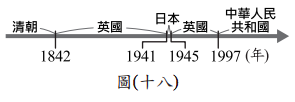 清朝 英國 日本 英國 中華人民
共和國
1842 1941 1945 1997 (年)
圖(十八)